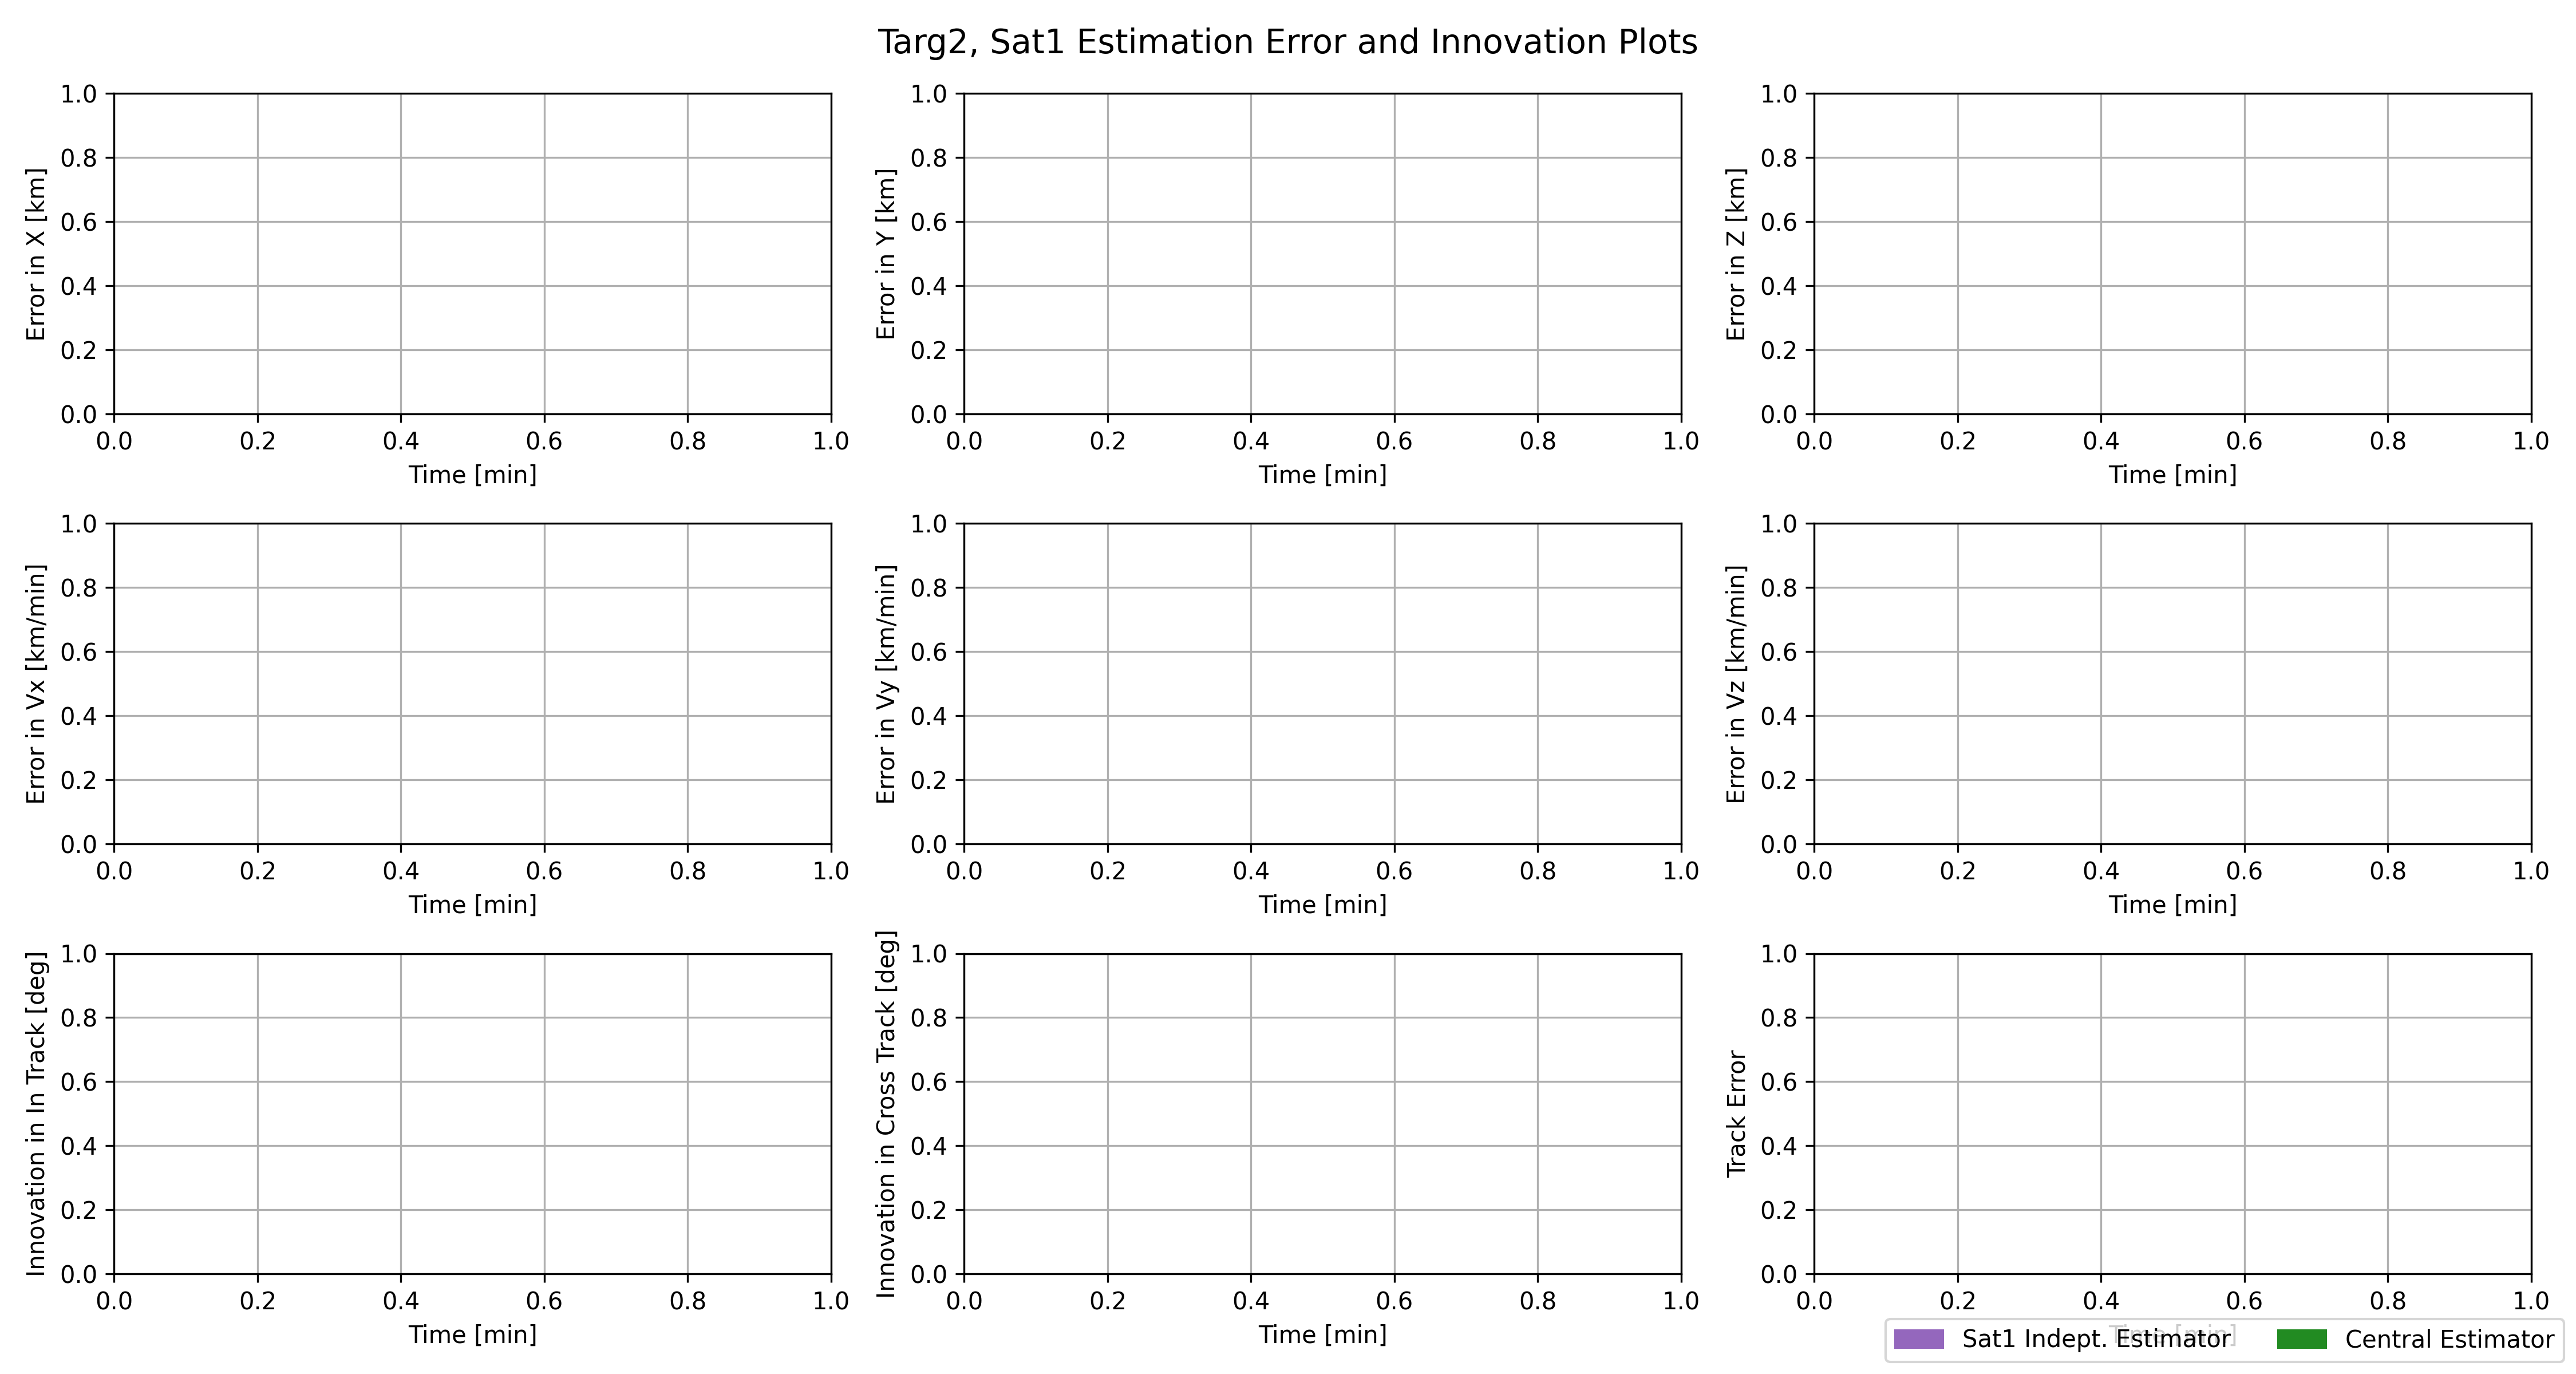 Targ2, Sat1 Estimation Error and Innovation Plots
1.0
0.8
0.6
0.4
0.2
0.0
Error in X [km]
0.0 0.2 0.4 0.6 0.8 1.0
Time [min]
1.0
0.8
0.6
0.4
0.2
0.0
Error in Y [km]
0.0 0.2 0.4 0.6 0.8 1.0
Time [min]
1.0
0.8
0.6
0.4
0.2
0.0
Error in Z [km]
0.0 0.2 0.4 0.6 0.8 1.0
Time [min]
1.0
0.8
0.6
0.4
0.2
0.0
Error in Vx [km/min]
0.0 0.2 0.4 0.6 0.8 1.0
Time [min]
1.0
0.8
0.6
0.4
0.2
0.0
Error in Vy [km/min]
0.0 0.2 0.4 0.6 0.8 1.0
Time [min]
1.0
0.8
0.6
0.4
0.2
0.0
Error in Vz [km/min]
0.0 0.2 0.4 0.6 0.8 1.0
Time [min]
1.0
0.8
0.6
0.4
0.2
0.0
Innovation in In Track [deg]
0.0 0.2 0.4 0.6 0.8 1.0
Time [min]
1.0
0.8
0.6
0.4
0.2
0.0
Innovation in Cross Track [deg]
0.0 0.2 0.4 0.6 0.8 1.0
Time [min]
1.0
0.8
0.6
0.4
0.2
0.0
Track Error
0.0 0.2 0.4 0.6 0.8 1.0
Time [min]
Sat1 Indept. Estimator Central Estimator